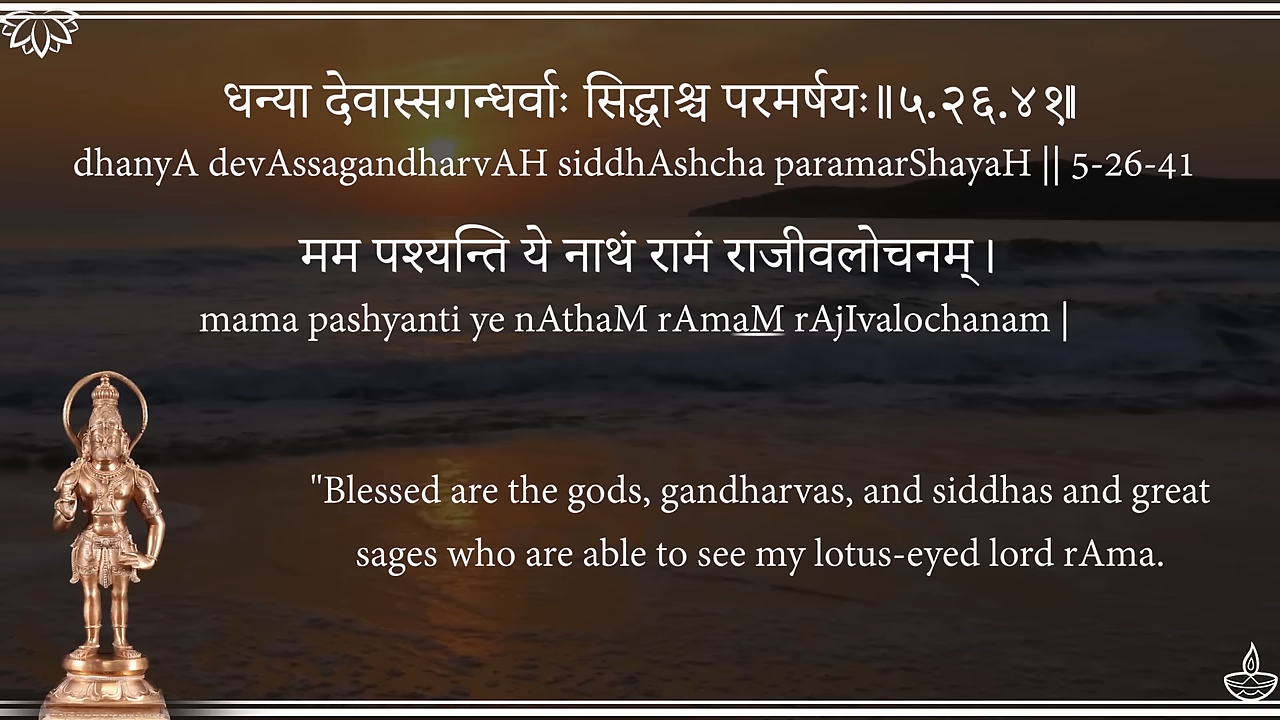 धन्या देवास्सगन्धर्वाः सिद्धाश्च परमर्षयः॥५.२६.४१॥
dhanyA devAssagandharvAH siddhAshcha paramarShayaH || 5-26-41
मम पश्यन्ति ये नाथं रामं राजीवलोचनम् ।
mama pashyanti ye nAthaM rAmaM rAjIvalochanam |
"Blessed are the gods, gandharvas, and siddhas and great
sages who are able to see my lotus-eyed lord rAma.